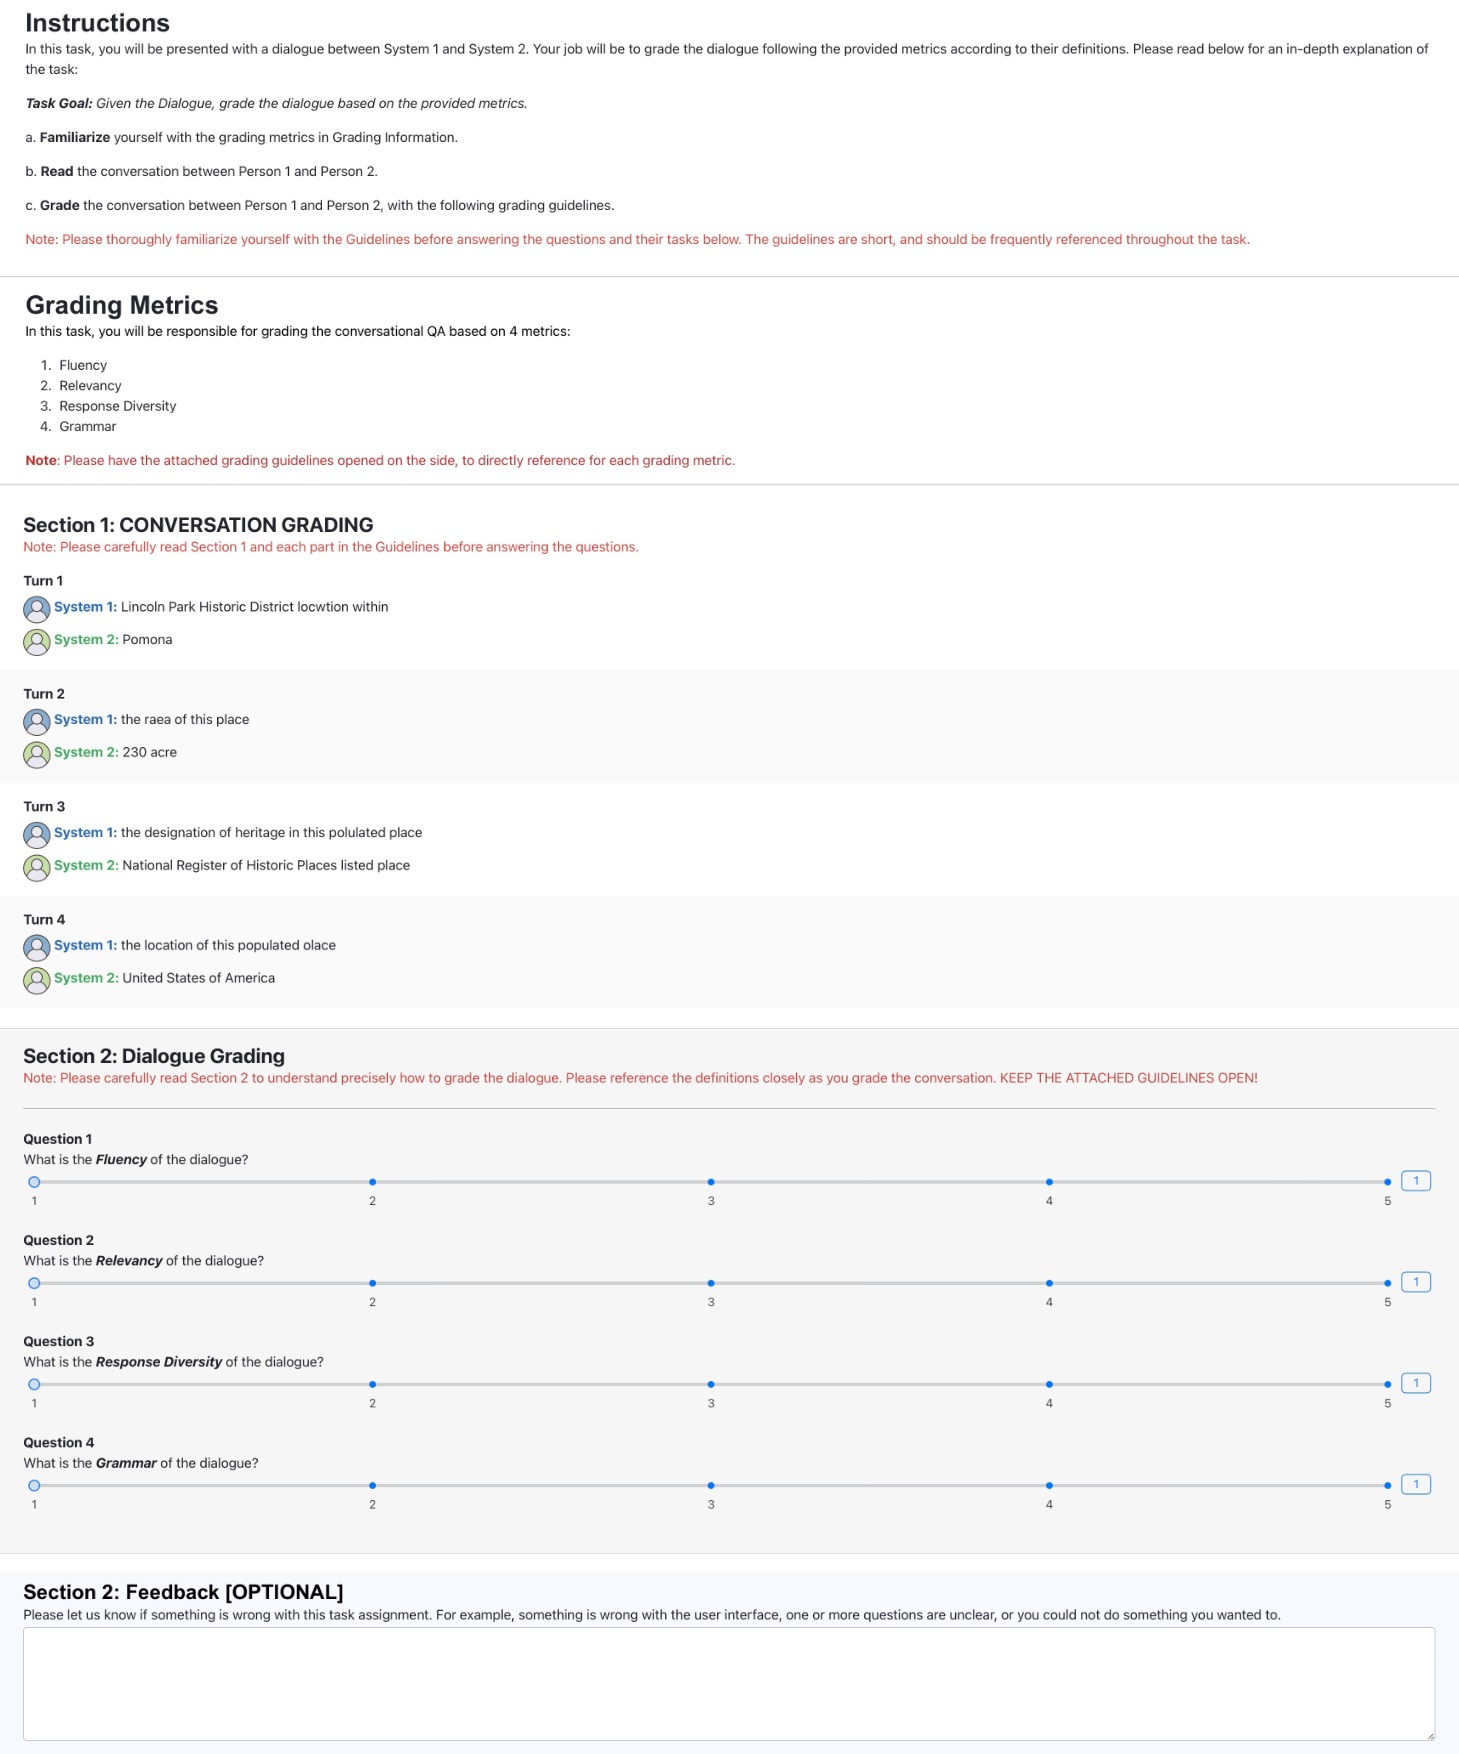 Instructions
In this task, you will be presented with a dialogue between System 1 and System 2. Your job will be to grade the dialogue following the provided metrics according to their definitions. Please read below for an in-depth explanation of
the task:
Task Goal: Given the Dialogue, grade the dialogue based on the provided metrics.
a. Familiarize yourself with the grading metrics in Grading Information.
b. Read the conversation between Person 1 and Person 2.
c. Grade the conversation between Person 1 and Person 2, with the following grading guidelines.
Note: Please thoroughly familiarize yourself with the Guidelines before answering the questions and their tasks below. The guidelines are short, and should be frequently referenced throughout the task.
Grading Metrics
In this task, you will be responsible for grading the conversational QA based on 4 metrics:
1. Fluency
2. Relevancy
3. Response Diversity
4. Grammar
Note: Please have the attached grading guidelines opened on the side, to directly reference for each grading metric.
Section 1: CONVERSATION GRADING
Note: Please carefully read Section 1 and each part in the Guidelines before answering the questions.
Turn 1
System 1: Lincoln Park Historic District locwtion within
System 2: Pomona
Turn 2
System 1: the raea of this place
System 2: 230 acre
Turn 3
System 1: the designation of heritage in this polulated place
System 2: National Register of Historic Places listed place
Turn 4
System 1: the location of this populated olace
System 2: United States of America
Section 2: Dialogue Grading
Note: Please carefully read Section 2 to understand precisely how to grade the dialogue. Please reference the definitions closely as you grade the conversation. KEEP THE ATTACHED GUIDELINES OPEN!
Question 1
What is the Fluency of the dialogue?
1
1 2 3 4 5
Question 2
What is the Relevancy of the dialogue?
1
1 2 3 4 5
Question 3
What is the Response Diversity of the dialogue?
1
1 2 3 4 5
Question 4
What is the Grammar of the dialogue?
1
1 2 3 4 5
Section 2: Feedback [OPTIONAL]
Please let us know if something is wrong with this task assignment. For example, something is wrong with the user interface, one or more questions are unclear, or you could not do something you wanted to.